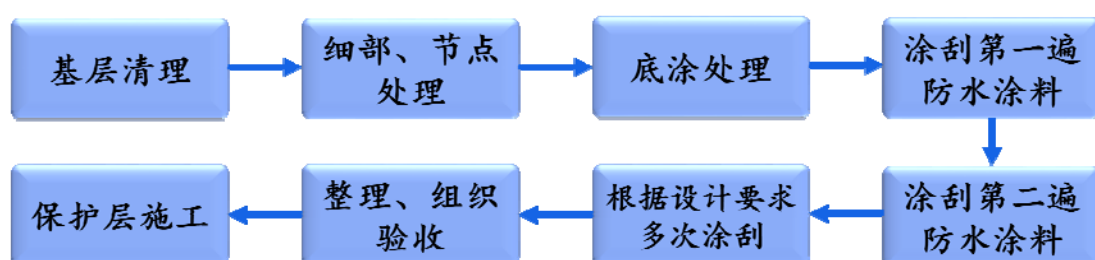 基层清理
细部、节点
处理
底涂处理
涂刮第一遍
防水涂料
涂刮第二遍
防水涂料
根据设计要求
多次涂刮
整理、组织
验收
保护层施工